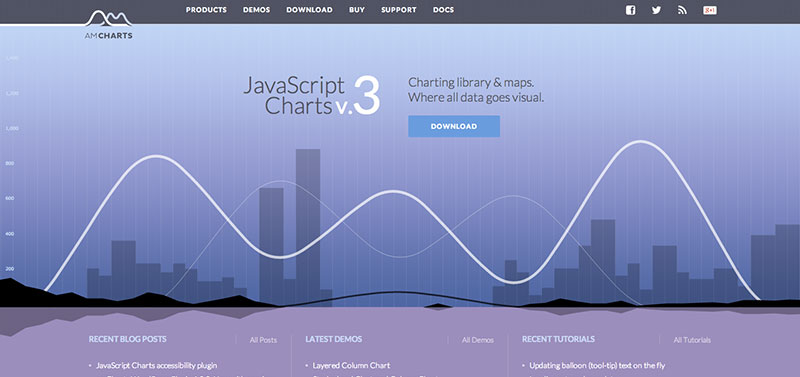 PRODUCTS DEMOS DOWNLOAD BUY SUPPORT DOCS
AMCHARTS
JavaScript
Charts v.3
Charting library & maps.
Where all data goes visual.
DOWNLOAD
1,400
1,200
1,000
800
600
400
200
RECENT BLOG POSTS All Posts
JavaScript Charts accessibility plugin
LATEST DEMOS All Demos
Layered Column Chart
RECENT TUTORIALS All Tutorials
Updating balloon (tool-tip) text on the fly